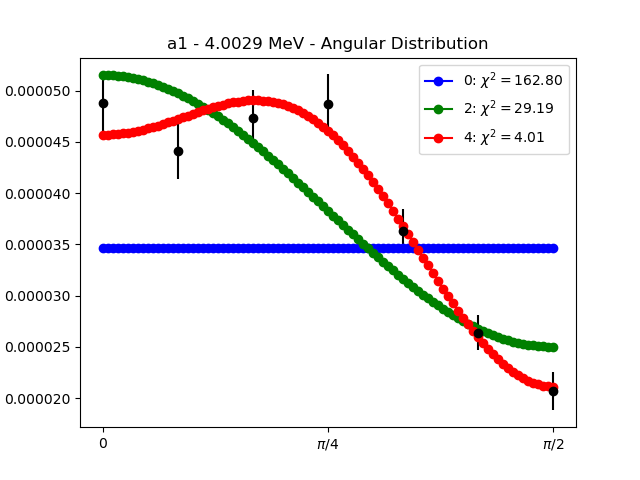 a1 - 4.0029 MeV - Angular Distribution
0: χ² = 162.80
2: χ² = 29.19
4: χ² = 4.01
0.000050
0.000045
0.000040
0.000035
0.000030
0.000025
0.000020
0
π/4
π/2